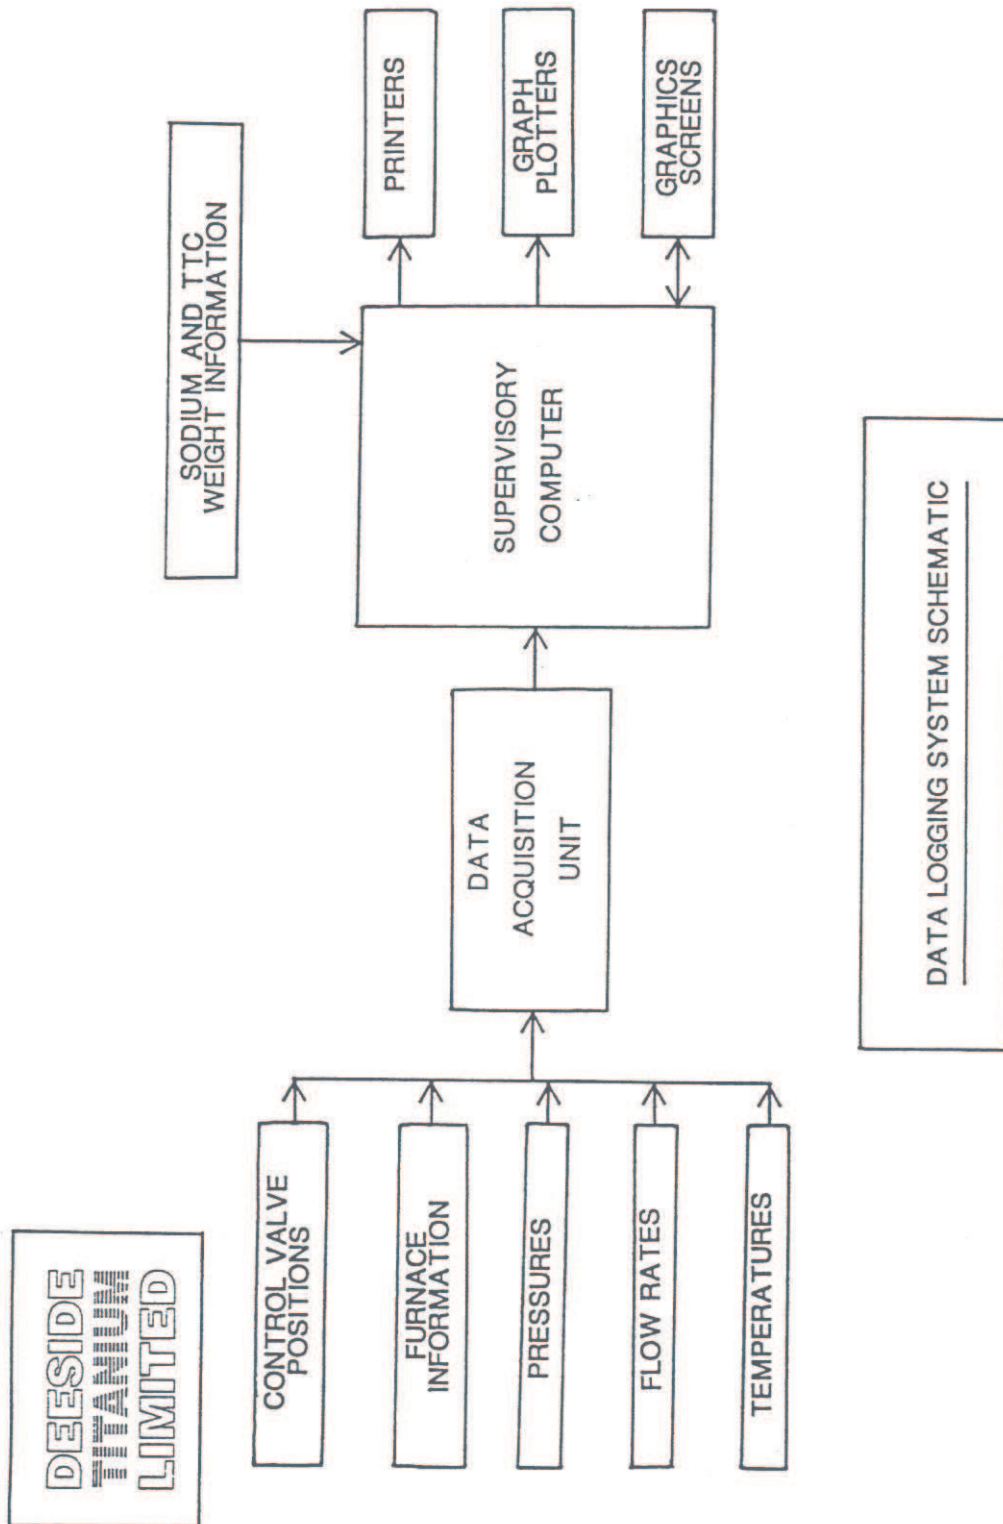 DEESIDE
TITANIUM
LIMITED
CONTROL VALVE
POSITIONS
FURNACE
INFORMATION
PRESSURES
FLOW RATES
TEMPERATURES
DATA
ACQUISITION
UNIT
SODIUM AND TTC
WEIGHT INFORMATION
SUPERVISORY
COMPUTER
PRINTERS
GRAPH
PLOTTERS
GRAPHICS
SCREENS
DATA LOGGING SYSTEM SCHEMATIC